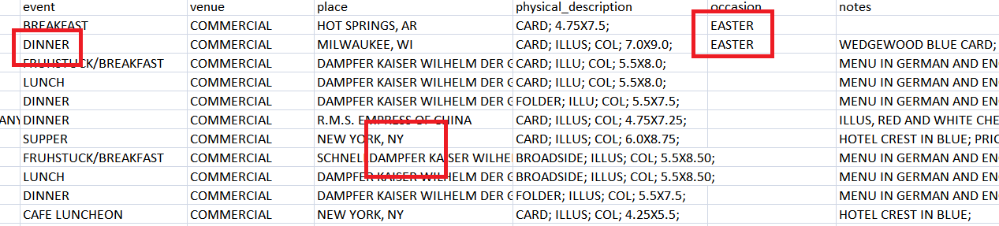 event venue place physical_description occasion notes
BREAKFAST COMMERCIAL HOT SPRINGS, AR CARD; 4.75X7.5; EASTER
DINNER COMMERCIAL MILWAUKEE, WI CARD; ILLUS; COL; 7.0X9.0; EASTER WEDGEWOOD BLUE CARD;
FRUHSTUCK/BREAKFAST COMMERCIAL DAMPFER KAISER WILHELM DER G CARD; ILLU; COL; 5.5X8.0; MENU IN GERMAN AND EN
LUNCH COMMERCIAL DAMPFER KAISER WILHELM DER G CARD; ILLU; COL; 5.5X8.0; MENU IN GERMAN AND EN
DINNER COMMERCIAL DAMPFER KAISER WILHELM DER G FOLDER; ILLU; COL; 5.5X7.5; MENU IN GERMAN AND EN
ANY DINNER COMMERCIAL R.M.S. EMPRESS OF CHINA CARD; ILLUS; COL; 4.75X7.25; ILLUS, RED AND WHITE CHE
SUPPER COMMERCIAL NEW YORK, NY CARD; ILLUS; COL; 6.0X8.75; HOTEL CREST IN BLUE; PRIC
FRUHSTUCK/BREAKFAST COMMERCIAL SCHNELLDAMPFER KAISER WILHE BROADSIDE; ILLUS; COL; 5.5X8.50; MENU IN GERMAN AND EN
LUNCH COMMERCIAL DAMPFER KAISER WILHELM DER G BROADSIDE; ILLUS; COL; 5.5X8.50; MENU IN GERMAN AND EN
DINNER COMMERCIAL DAMPFER KAISER WILHELM DER G FOLDER; ILLUS; COL; 5.5X7.5; MENU IN GERMAN AND EN
CAFE LUNCHEON COMMERCIAL NEW YORK, NY CARD; ILLUS; COL; 4.25X5.5; HOTEL CREST IN BLUE;